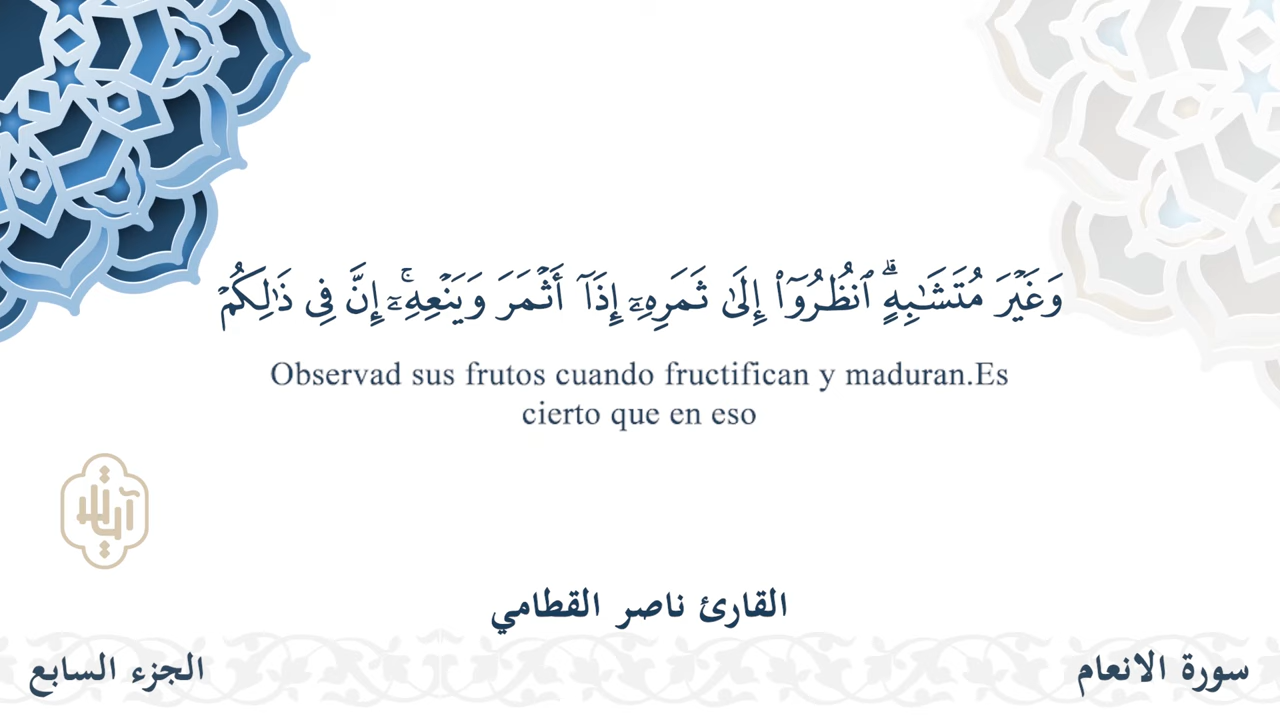 وَغَيْرَ مُتَشَـٰبِهٍ ۗ ٱنظُرُوٓا۟ إِلَىٰ ثَمَرِهِۦٓ إِذَآ أَثْمَرَ وَيَنْعِهِۦٓ ۚ إِنَّ فِى ذَٰلِكُمْ
Observad sus frutos cuando fructifican y maduran.Es
cierto que en eso
القارئ ناصر القطامي
سورة الانعام
الجزء السابع